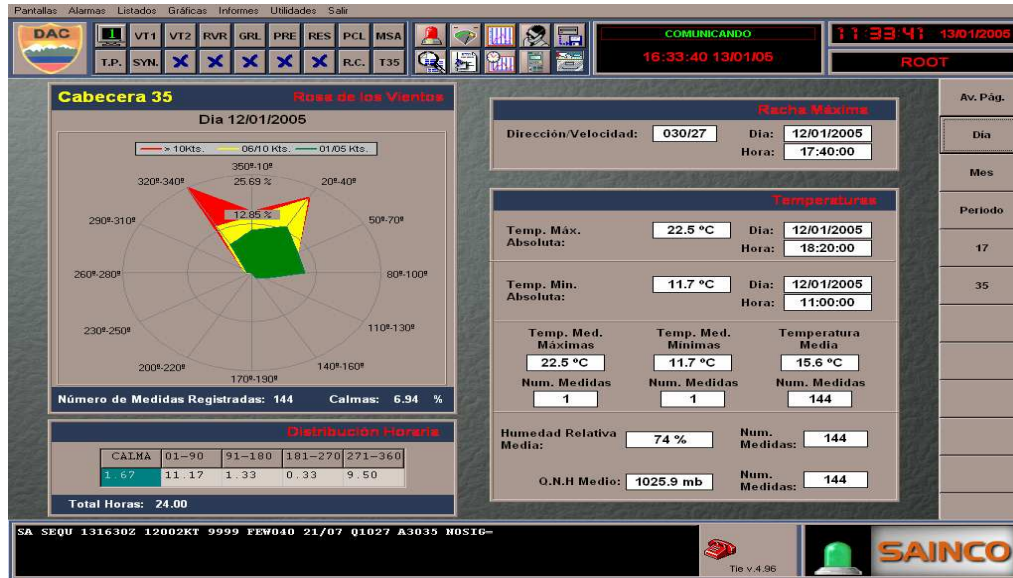 Pantallas Alarmas Listados Gráficas Informes Utilidades Salir
DAC
1 VT1 VT2 RVR GRL PRE RES PCL MSA
T.P. SYN. X X X X X R.C. T35
COMUNICANDO
16:33:40 13/01/05
11:33:41 13/01/2005
ROOT
Cabecera 35 Rosa de los Vientos
Dia 12/01/2005
> 10Kts. 06/10 Kts. 01/05 Kts.
350º-10º
320º-340º 25.69 % 20º-40º
290º-310º 12.85 % 50º-70º
260º-280º 80º-100º
230º-250º 110º-130º
200º-220º 140º-160º
170º-190º
Número de Medidas Registradas: 144 Calmas: 6.94 %
Distribución Horaria
CALMA 01-90 91-180 181-270 271-360
1.67 11.17 1.33 0.33 9.50
Total Horas: 24.00
Racha Máxima
Dirección/Velocidad: 030/27 Dia: 12/01/2005
Hora: 17:40:00
Temperaturas
Temp. Máx. Absoluta: 22.5 ºC Dia: 12/01/2005
Hora: 18:20:00
Temp. Min. Absoluta: 11.7 ºC Dia: 12/01/2005
Hora: 11:00:00
Temp. Med. Máximas Temp. Med. Mínimas Temperatura Media
22.5 ºC 11.7 ºC 15.6 ºC
Num. Medidas Num. Medidas Num. Medidas
1 1 144
Humedad Relativa Media: 74 % Num. Medidas: 144
Q.N.H Medio: 1025.9 mb Num. Medidas: 144
Av. Pág.
Día
Mes
Periodo
17
35
SA SEQU 131630Z 12002KT 9999 FEW040 21/07 Q1027 A3035 NOSIG=
Tie v.4.96
SAINCO